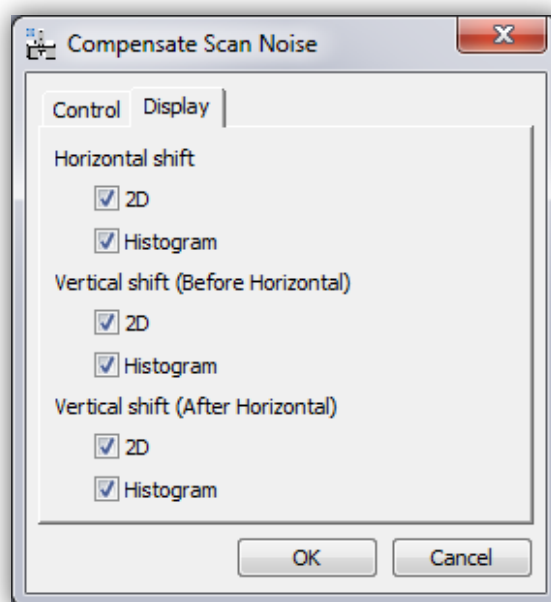 Compensate Scan Noise
Control Display
Horizontal shift
2D
Histogram
Vertical shift (Before Horizontal)
2D
Histogram
Vertical shift (After Horizontal)
2D
Histogram
OK Cancel